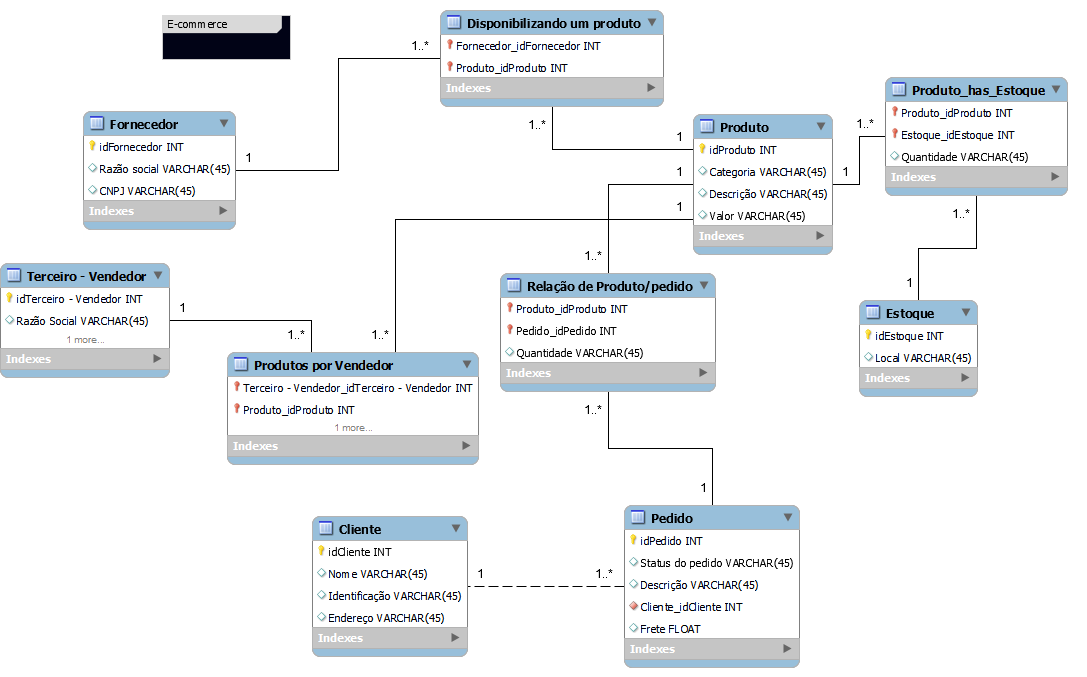 E-commerce
Disponibilizando um produto
Fornecedor_idFornecedor INT
Produto_idProduto INT
Indexes
1..*
1..*
Fornecedor
idFornecedor INT
Razão social VARCHAR(45)
CNPJ VARCHAR(45)
Indexes
1
Produto
idProduto INT
Categoria VARCHAR(45)
Descrição VARCHAR(45)
Valor VARCHAR(45)
Indexes
1
1
1
1
Produto_has_Estoque
Produto_idProduto INT
Estoque_idEstoque INT
Quantidade VARCHAR(45)
Indexes
1..*
1..*
Terceiro - Vendedor
idTerceiro - Vendedor INT
Razão Social VARCHAR(45)
1 more...
Indexes
1
Relação de Produto/pedido
Produto_idProduto INT
Pedido_idPedido INT
Quantidade VARCHAR(45)
Indexes
1..*
1..*
Estoque
idEstoque INT
Local VARCHAR(45)
Indexes
1
Produtos por Vendedor
Terceiro - Vendedor_idTerceiro - Vendedor INT
Produto_idProduto INT
1 more...
Indexes
1..*
1..*
Cliente
idCliente INT
Nome VARCHAR(45)
Identificação VARCHAR(45)
Endereço VARCHAR(45)
Indexes
1
Pedido
idPedido INT
Status do pedido VARCHAR(45)
Descrição VARCHAR(45)
Cliente_idCliente INT
Frete FLOAT
Indexes
1
1..*